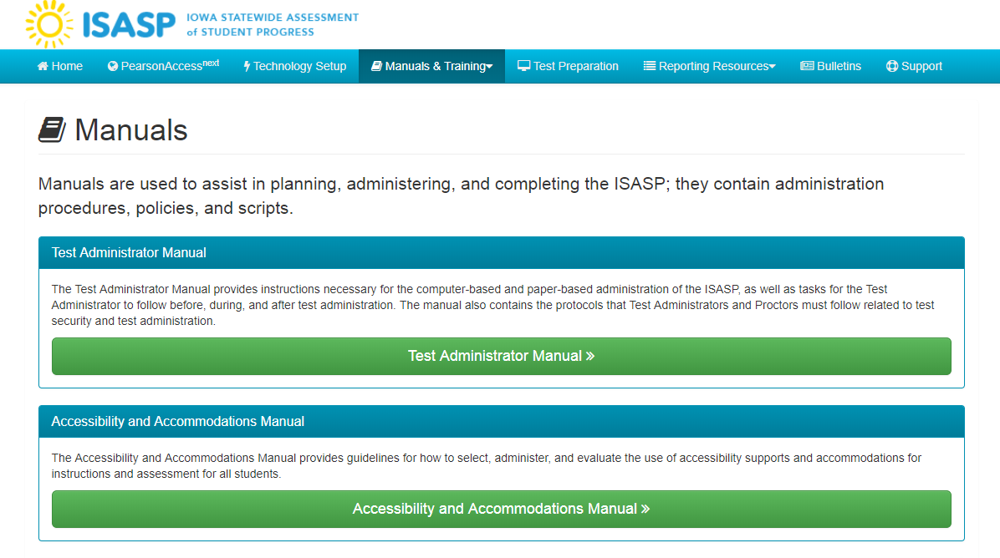 ISASP
IOWA STATEWIDE ASSESSMENT
of STUDENT PROGRESS
Home PearsonAccessnext Technology Setup Manuals & Training Test Preparation Reporting Resources Bulletins Support
Manuals
Manuals are used to assist in planning, administering, and completing the ISASP; they contain administration
procedures, policies, and scripts.
Test Administrator Manual
The Test Administrator Manual provides instructions necessary for the computer-based and paper-based administration of the ISASP, as well as tasks for the Test
Administrator to follow before, during, and after test administration. The manual also contains the protocols that Test Administrators and Proctors must follow related to test
security and test administration.
Test Administrator Manual »
Accessibility and Accommodations Manual
The Accessibility and Accommodations Manual provides guidelines for how to select, administer, and evaluate the use of accessibility supports and accommodations for
instructions and assessment for all students.
Accessibility and Accommodations Manual »